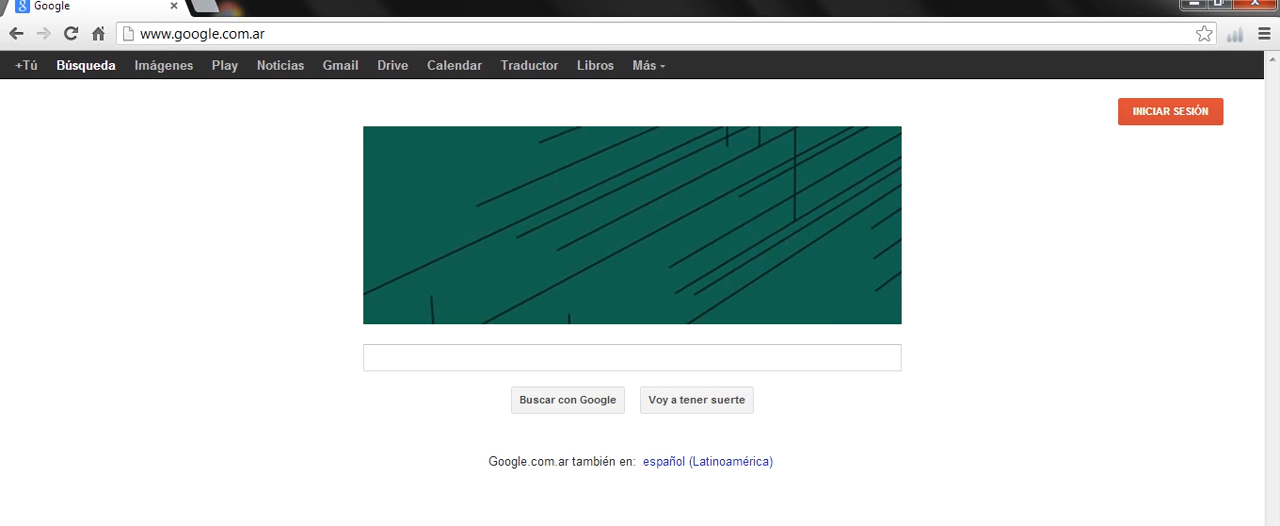 Google
www.google.com.ar
+Tú Búsqueda Imágenes Play Noticias Gmail Drive Calendar Traductor Libros Más
INICIAR SESIÓN
Buscar con Google Voy a tener suerte
Google.com.ar también en: español (Latinoamérica)